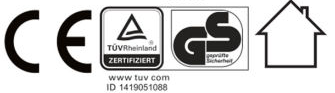 CE
TÜVRheinland
ZERTIFIZIERT
GS
geprüfte
Sicherheit
www tuv com
ID 1419051088